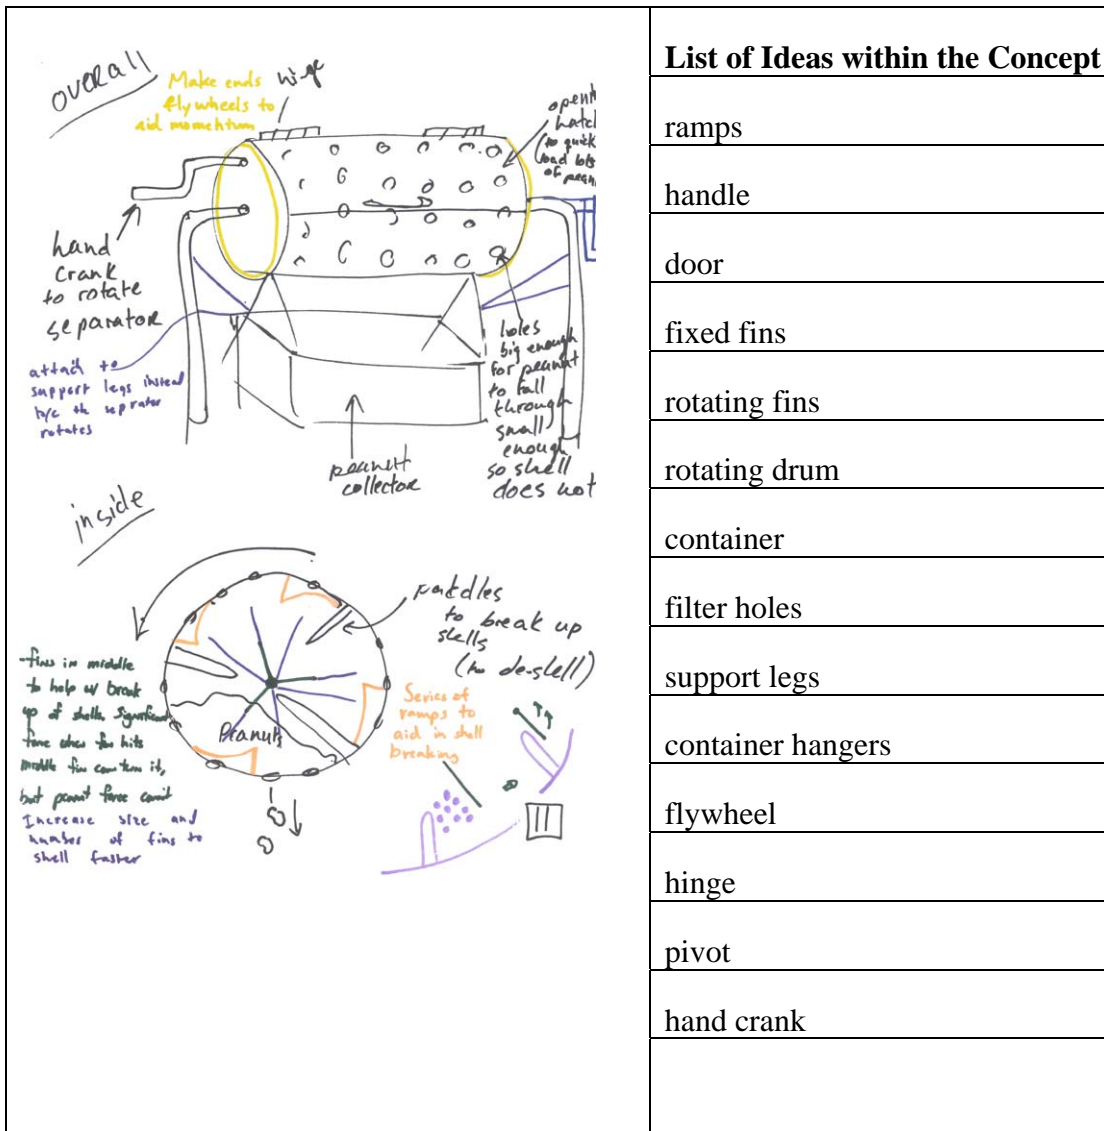 overall
Make ends
flywheels to
aid momentum
hinge
hatch
(to quick
load lots
of
hand
crank
to rotate
separator
attach to
support legs instead
b/c th seprator
rotates
peanut
collector
holes
big enough
for peanut
to fall
through
small
enough
so shell
does not
inside
paddles
to break up
shells
(to de-shell)
-fins in middle
to help w/ break
up of shells. Significant
force when fin hits
middle fin can turn it,
but peanut force can't
Increase size and
number of fins to
shell faster
Peanuts
Series of
ramps to
aid in shell
breaking
List of Ideas within the Concept
ramps
handle
door
fixed fins
rotating fins
rotating drum
container
filter holes
support legs
container hangers
flywheel
hinge
pivot
hand crank